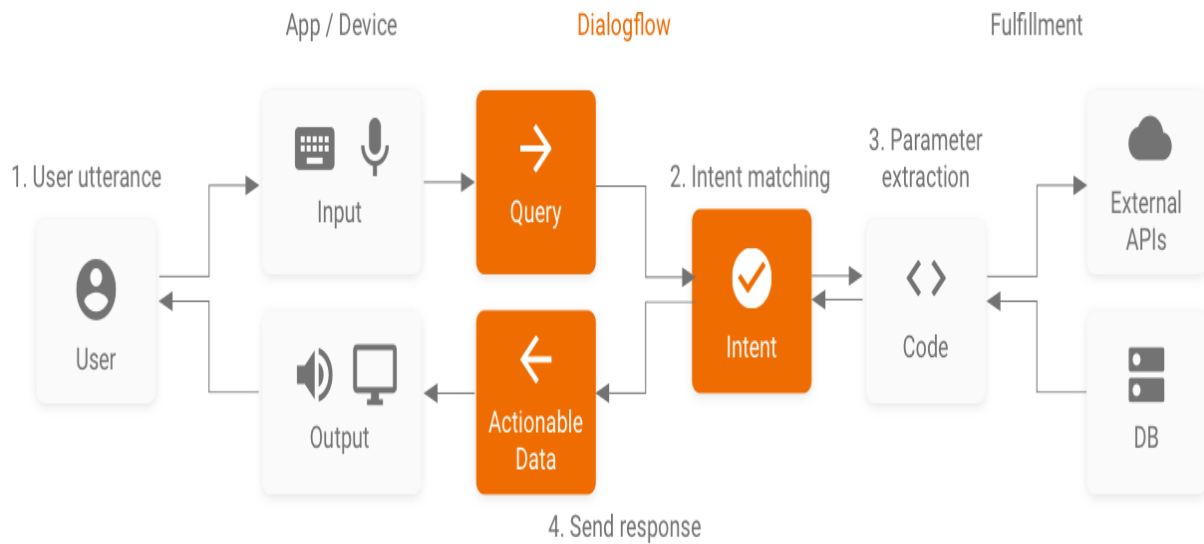 App / Device
Dialogflow
Fulfillment
1. User utterance
Input
Query
2. Intent matching
3. Parameter
extraction
External
APIs
User
Intent
Code
Output
Actionable
Data
DB
4. Send response